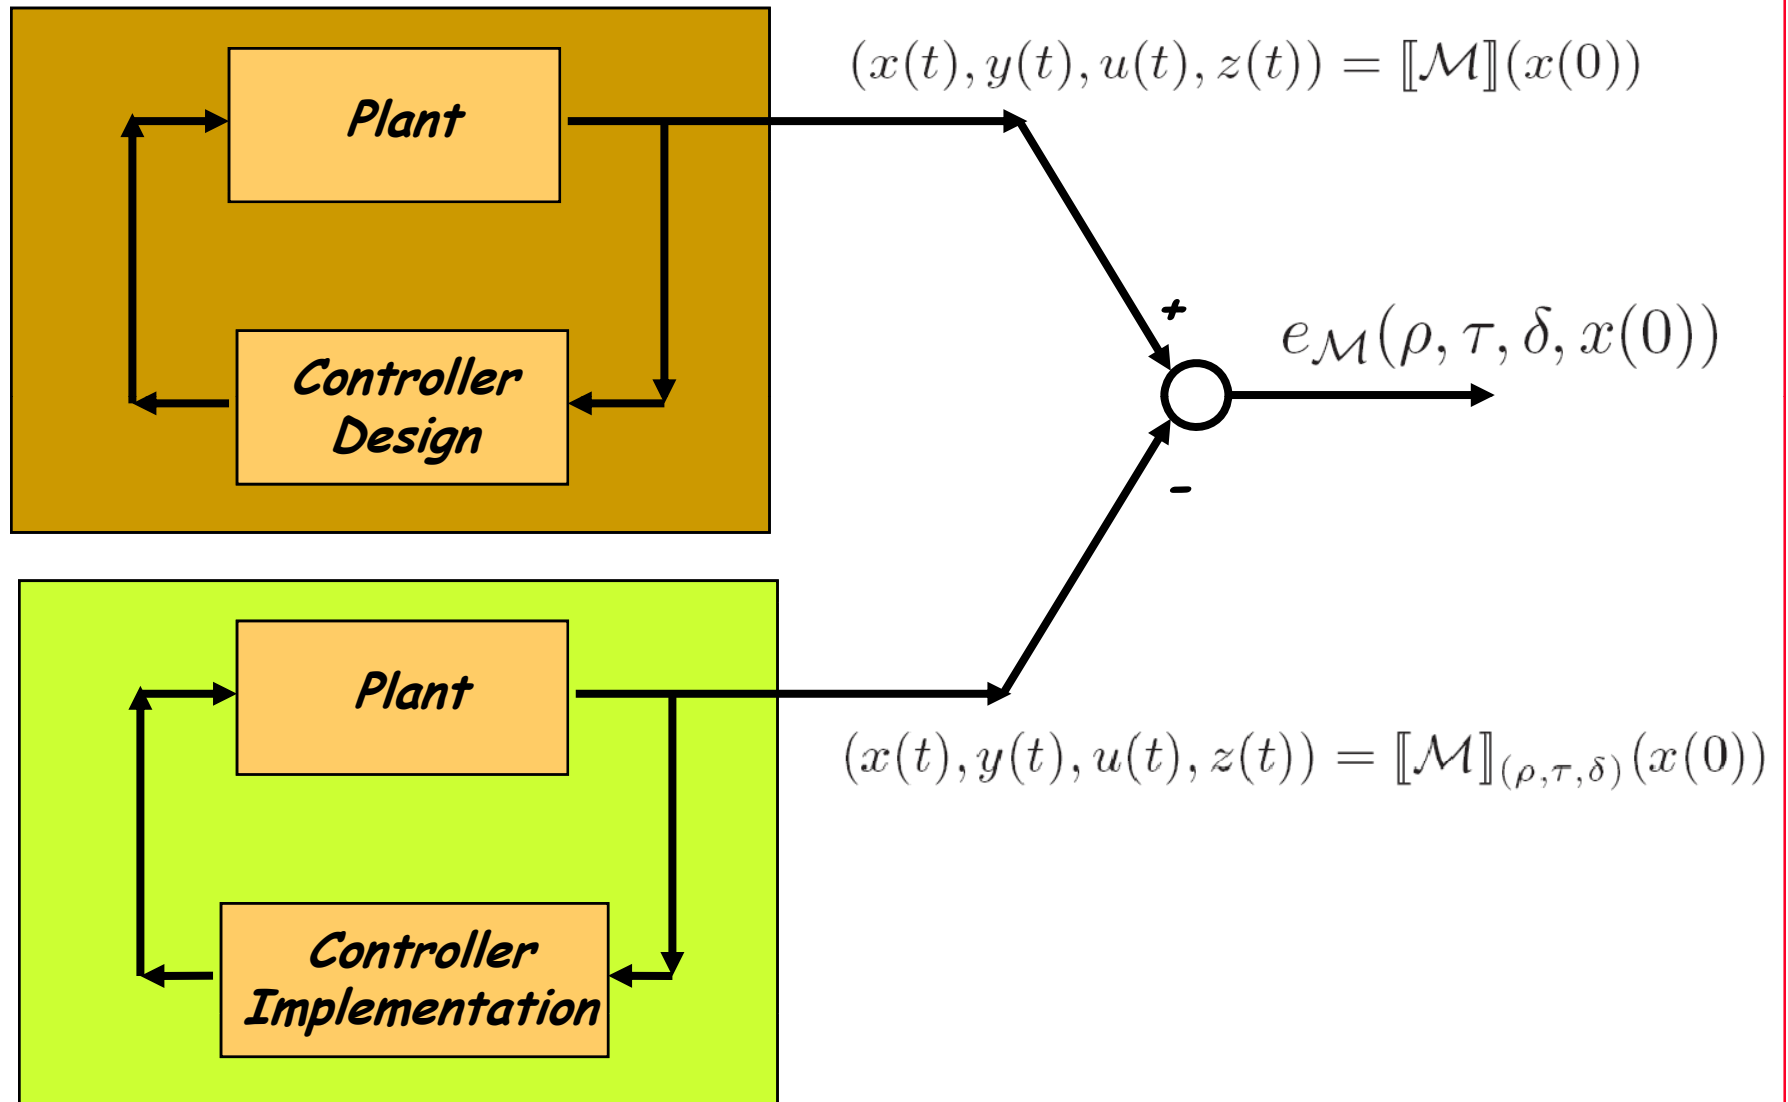 (x(t), y(t), u(t), z(t)) = ⟦ℳ⟧(x(0))
Plant
+
e_ℳ(ρ, τ, δ, x(0))
Controller
Design
-
Plant
(x(t), y(t), u(t), z(t)) = ⟦ℳ⟧_(ρ,τ,δ)(x(0))
Controller
Implementation